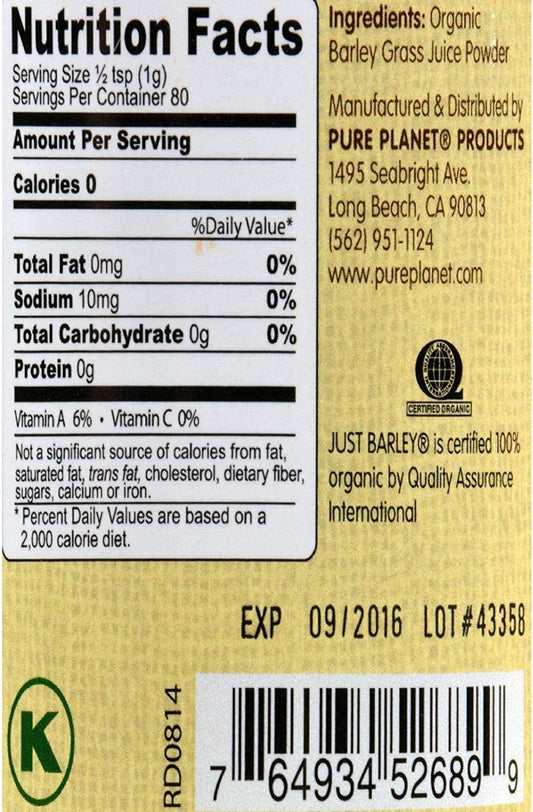 Nutrition Facts
Serving Size ½ tsp (1g)
Servings Per Container 80
Amount Per Serving
Calories 0
%Daily Value*
Total Fat 0mg 0%
Sodium 10mg 0%
Total Carbohydrate 0g 0%
Protein 0g
Vitamin A 6% • Vitamin C 0%
Not a significant source of calories from fat,
saturated fat, trans fat, cholesterol, dietary fiber,
sugars, calcium or iron.
* Percent Daily Values are based on a
2,000 calorie diet.
Ingredients: Organic
Barley Grass Juice Powder
Manufactured & Distributed by
PURE PLANET® PRODUCTS
1495 Seabright Ave.
Long Beach, CA 90813
(562) 951-1124
www.pureplanet.com
Q
CERTIFIED ORGANIC
JUST BARLEY® is certified 100%
organic by Quality Assurance
International
EXP 09/2016 LOT#43358
K
RD0814
7 64934 52689 9